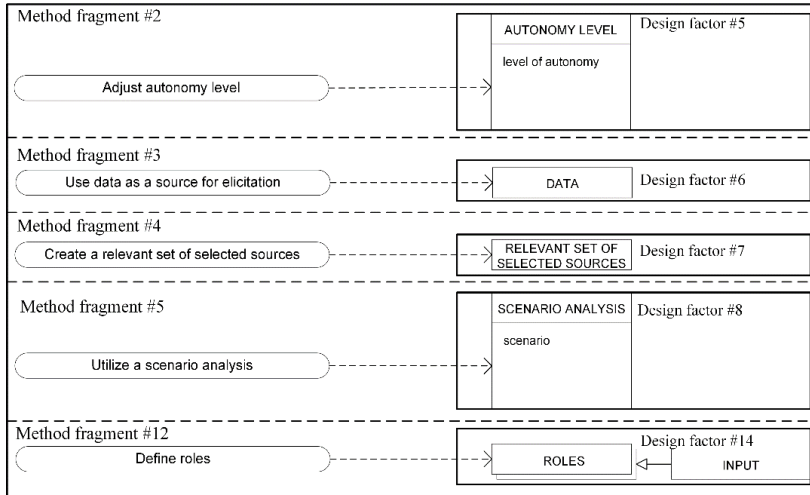 Method fragment #2
AUTONOMY LEVEL
Design factor #5
level of autonomy
Adjust autonomy level
Method fragment #3
Use data as a source for elicitation
DATA
Design factor #6
Method fragment #4
Create a relevant set of selected sources
RELEVANT SET OF
SELECTED SOURCES
Design factor #7
Method fragment #5
SCENARIO ANALYSIS
Design factor #8
scenario
Utilize a scenario analysis
Method fragment #12
Define roles
ROLES
Design factor #14
INPUT